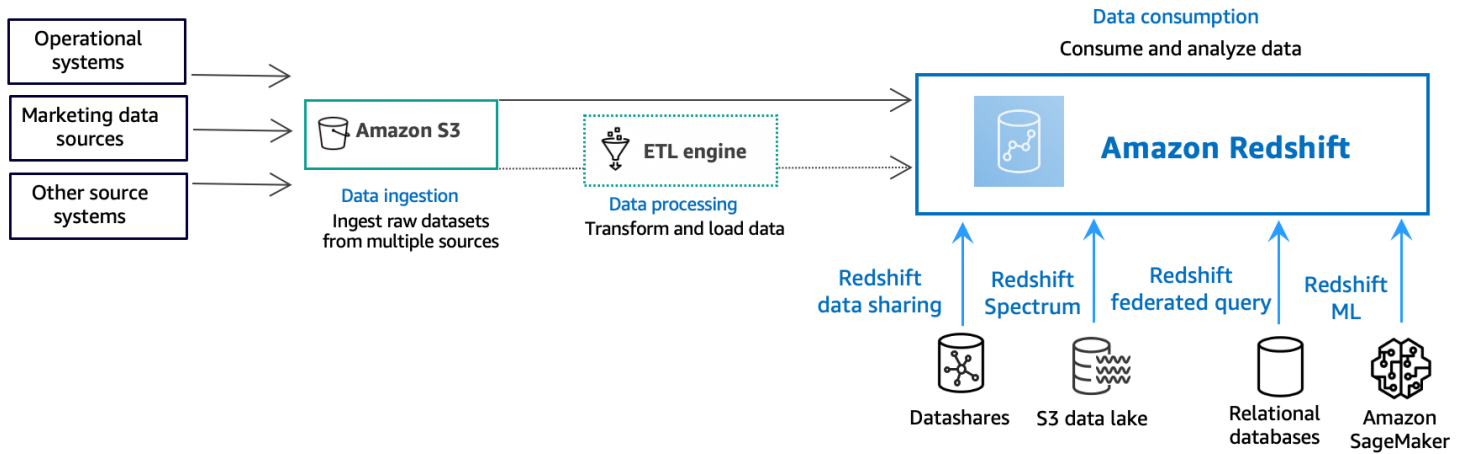 Operational
systems
Marketing data
sources
Other source
systems
Amazon S3
Data ingestion
Ingest raw datasets
from multiple sources
ETL engine
Data processing
Transform and load data
Data consumption
Consume and analyze data
Amazon Redshift
Redshift
data sharing
Redshift
Spectrum
Redshift
federated query
Redshift
ML
Datashares
S3 data lake
Relational
databases
Amazon
SageMaker